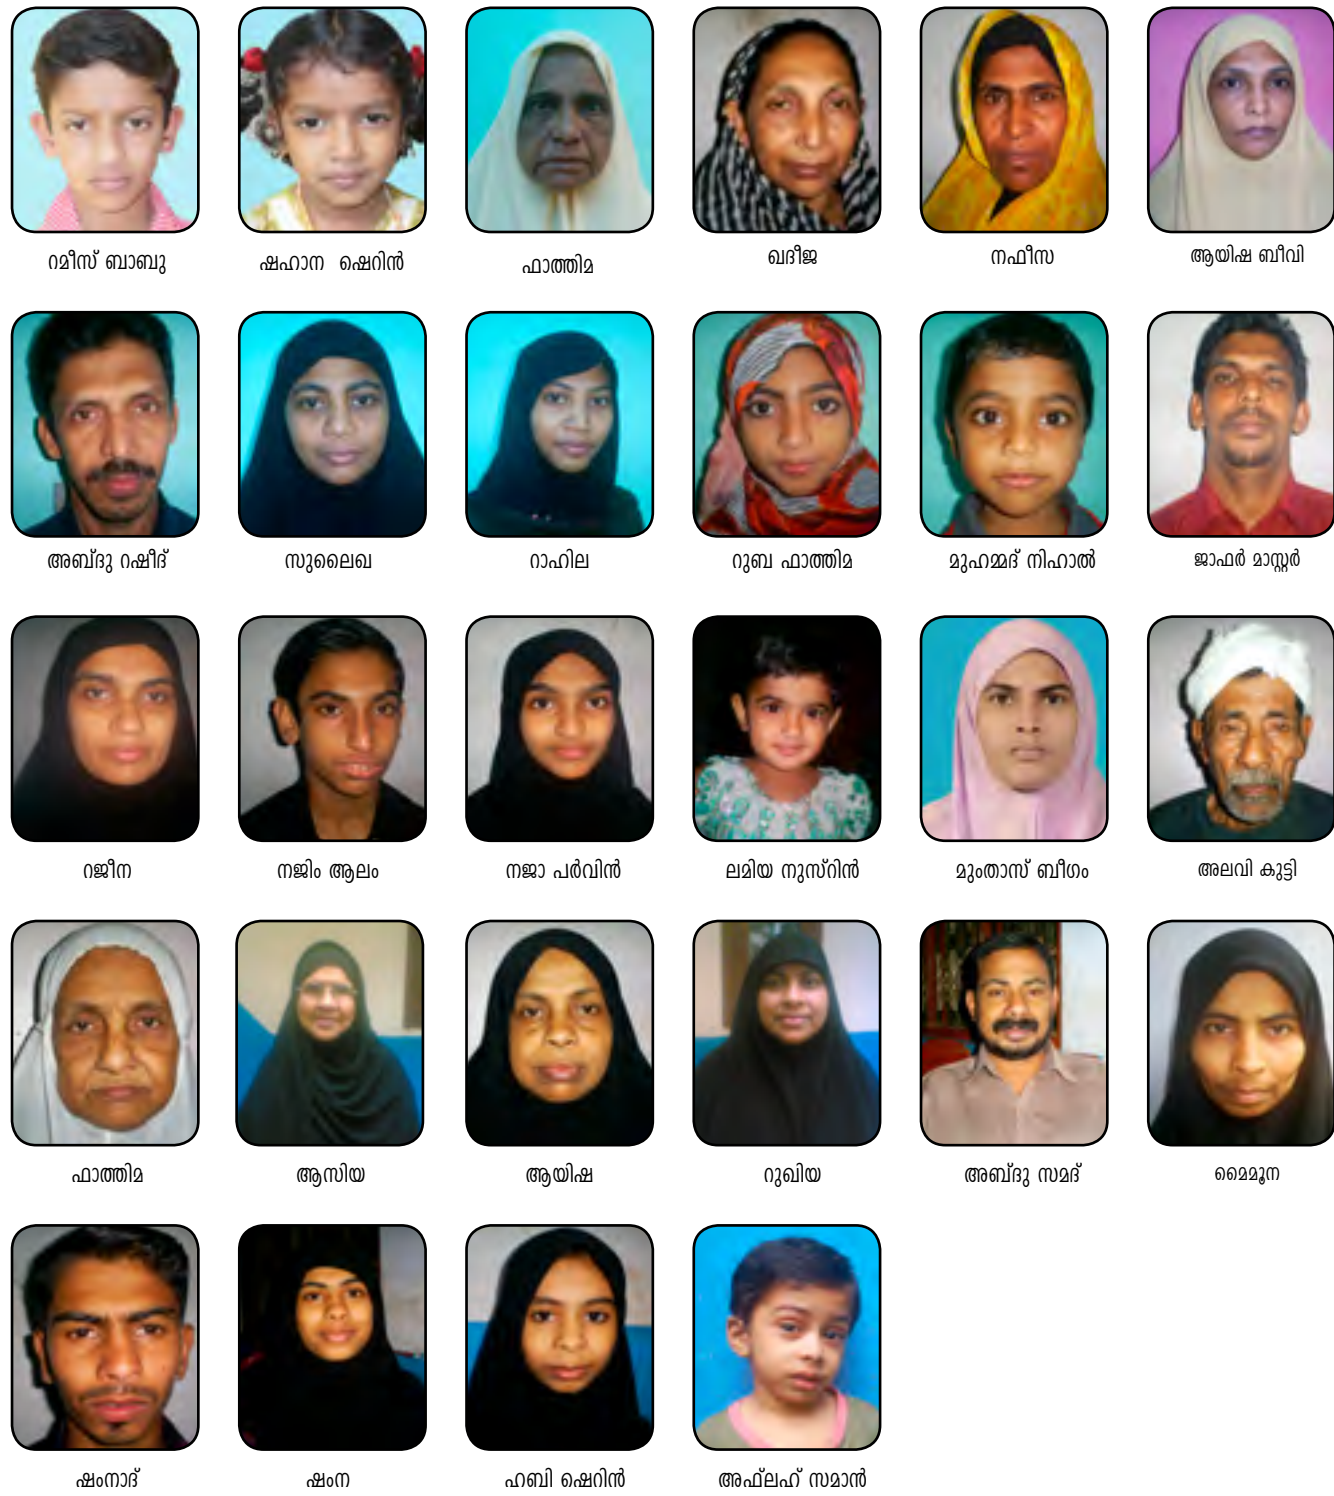 റമീസ് ബാബു
ഷഹാന ഷെറിൻ
ഫാത്തിമ
ഖദീജ
നഫീസ
ആയിഷ ബീവി
അബ്ദു റഷീദ്
സുലൈഖ
റാഹില
റുബ ഫാത്തിമ
മുഹമ്മദ് നിഹാൽ
ജാഫർ മാസ്റ്റർ
റജീന
നജിം ആലം
നജാ പർവിൻ
ലമിയ നുസ്റിൻ
മുംതാസ് ബീഗം
അലവി കുട്ടി
ഫാത്തിമ
ആസിയ
ആയിഷ
റുഖിയ
അബ്ദു സമദ്
മൈമൂന
ഷംനാദ്
ഷംന
ഹബി ഷെറിൻ
അഫ്ലഹ് സമാൻ